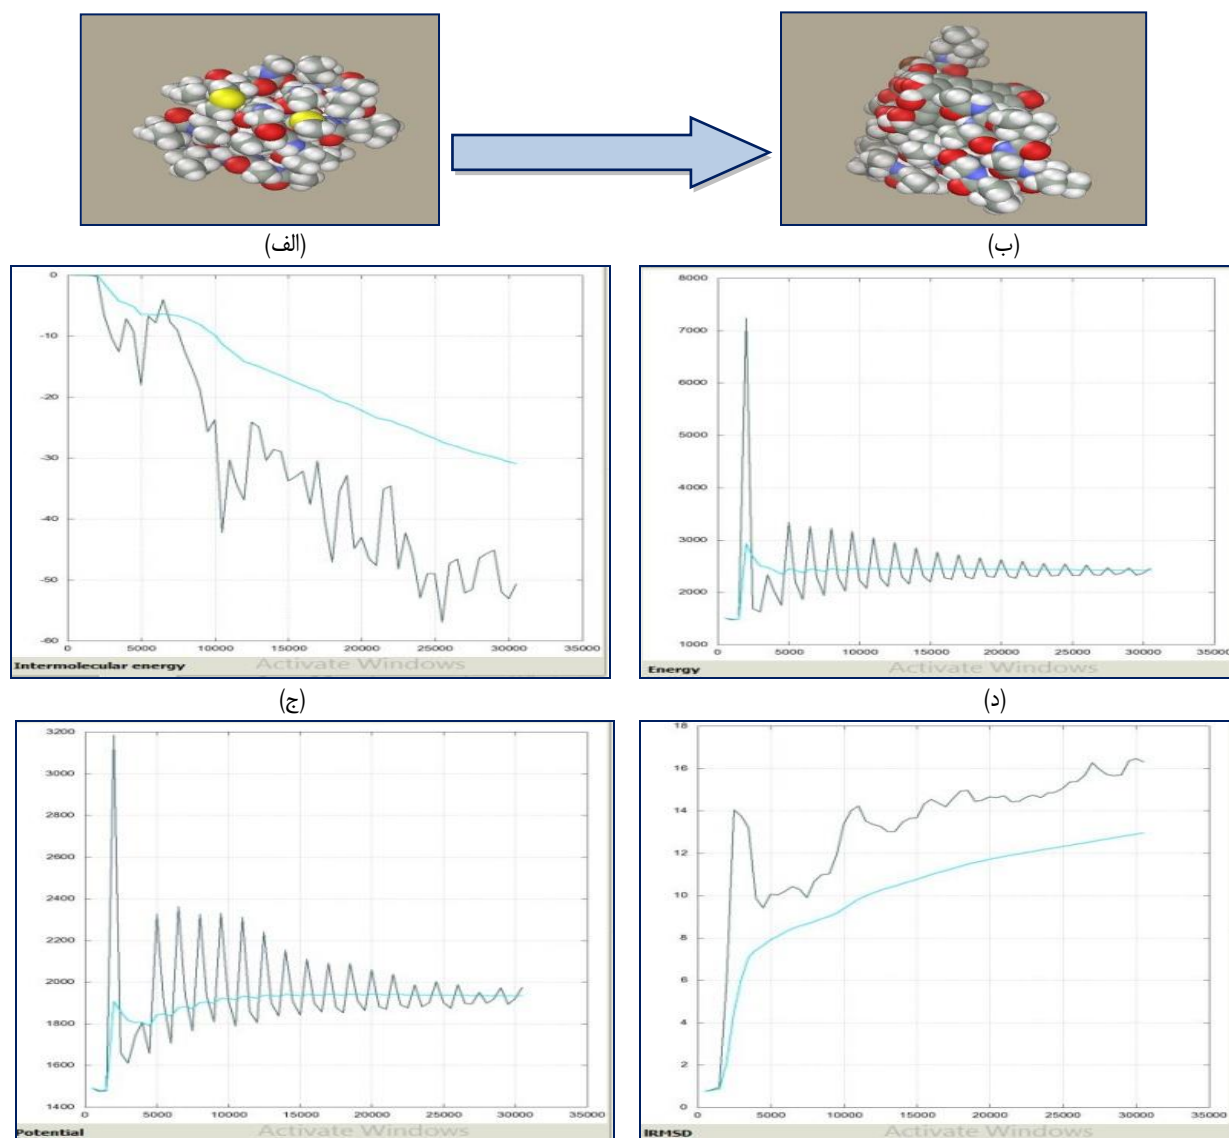 (الف)
(ب)
0
-10
-20
-30
-40
-50
-60
0 5000 10000 15000 20000 25000 30000 35000
Intermolecular energy
Activate Windows
8000
7000
6000
5000
4000
3000
2000
1000
0 5000 10000 15000 20000 25000 30000 35000
Energy
Activate Windows
(ج)
(د)
3200
3000
2800
2600
2400
2200
2000
1800
1600
1400
0 5000 10000 15000 20000 25000 30000 35000
Potential
Activate Windows
18
16
14
12
10
8
6
4
2
0
0 5000 10000 15000 20000 25000 30000 35000
lRMSD
Activate Windows